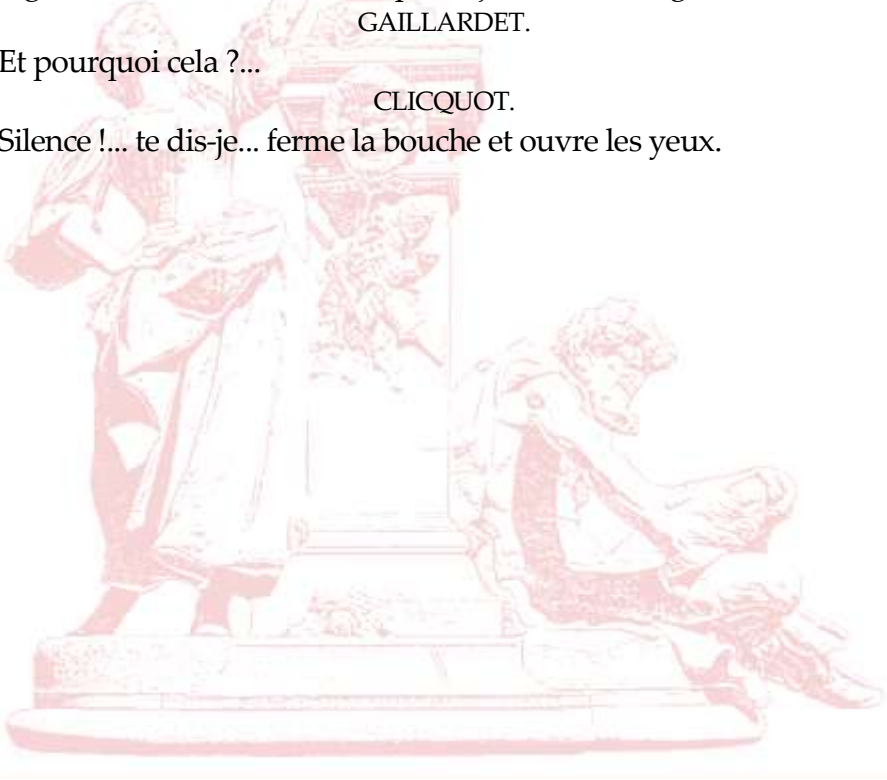 GAILLARDET.
Et pourquoi cela ?...
CLICQUOT.
Silence !... te dis-je... ferme la bouche et ouvre les yeux.